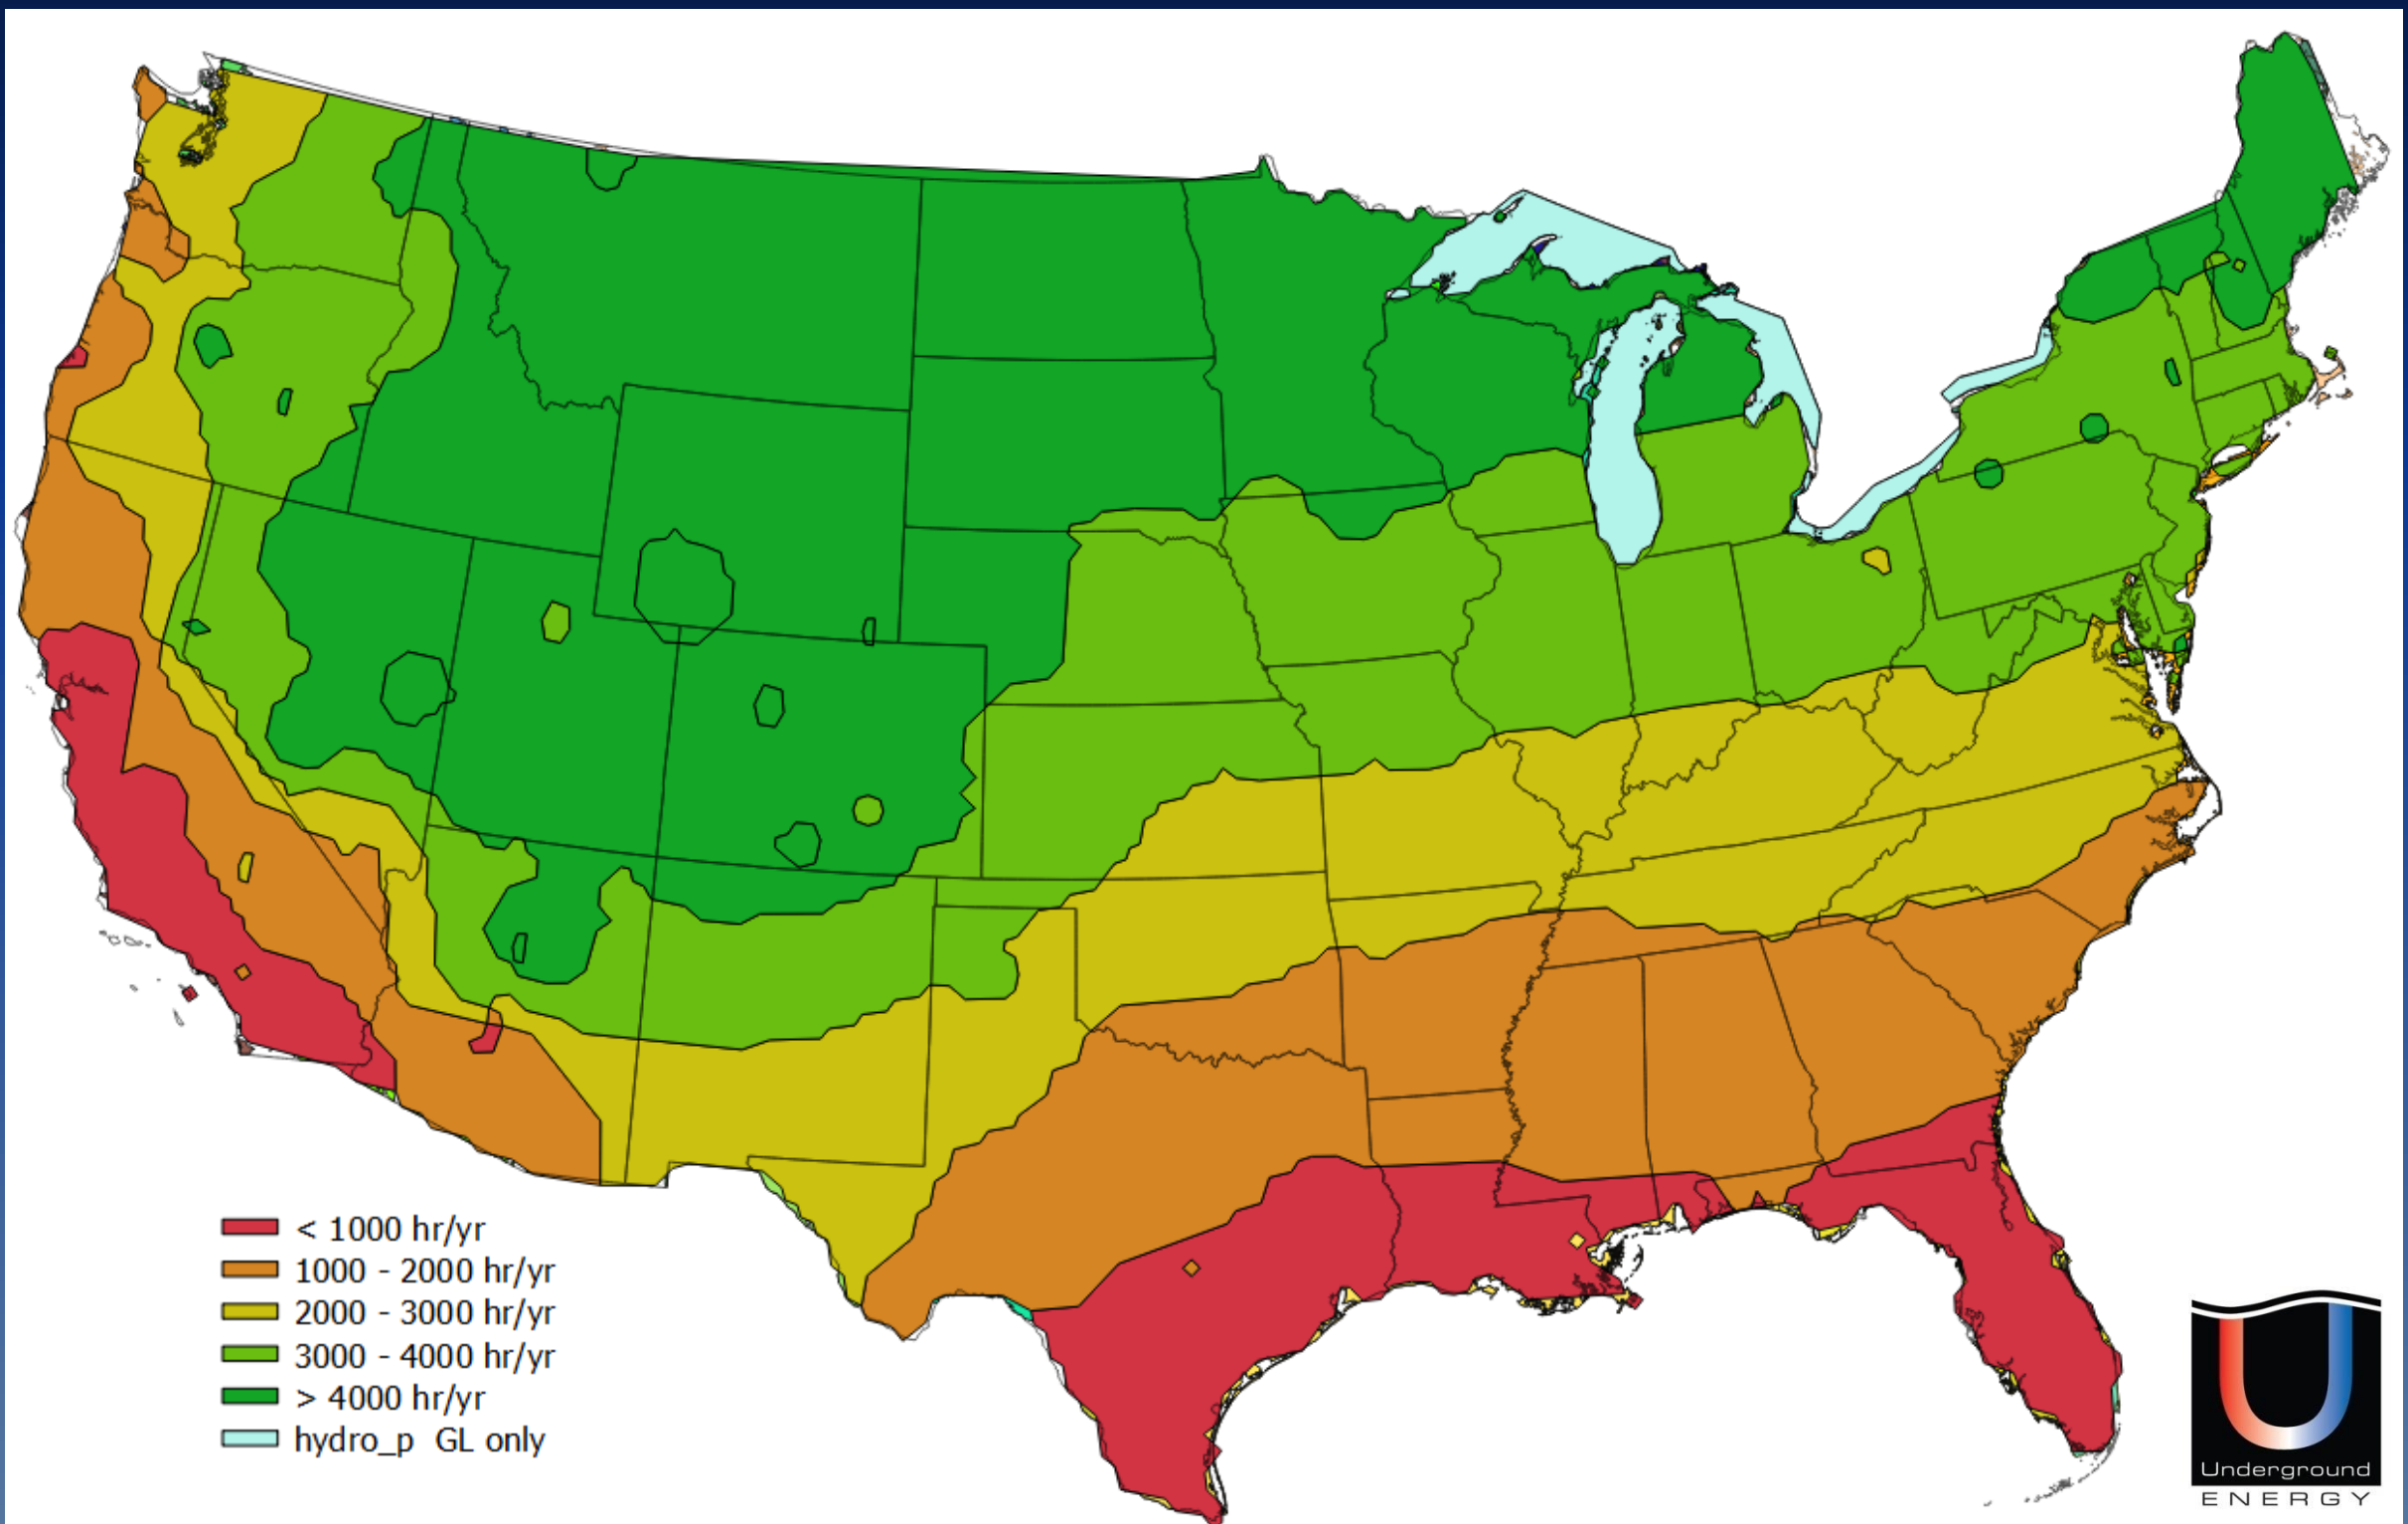 < 1000 hr/yr
1000 - 2000 hr/yr
2000 - 3000 hr/yr
3000 - 4000 hr/yr
> 4000 hr/yr
hydro_p GL only
Underground
ENERGY